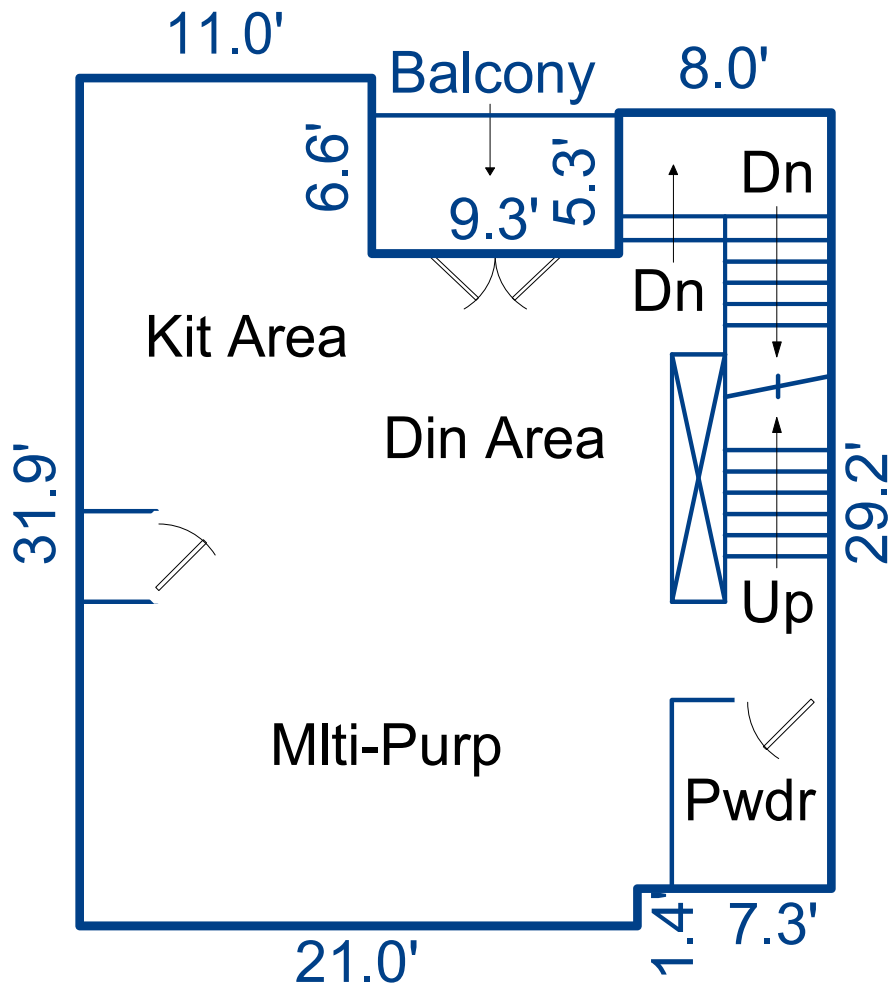 11.0'
Balcony
8.0'
6.6'
5.3'
Dn
9.3'
Dn
Kit Area
Din Area
31.9'
29.2'
Up
Mlti-Purp
Pwdr
1.4'
7.3'
21.0'